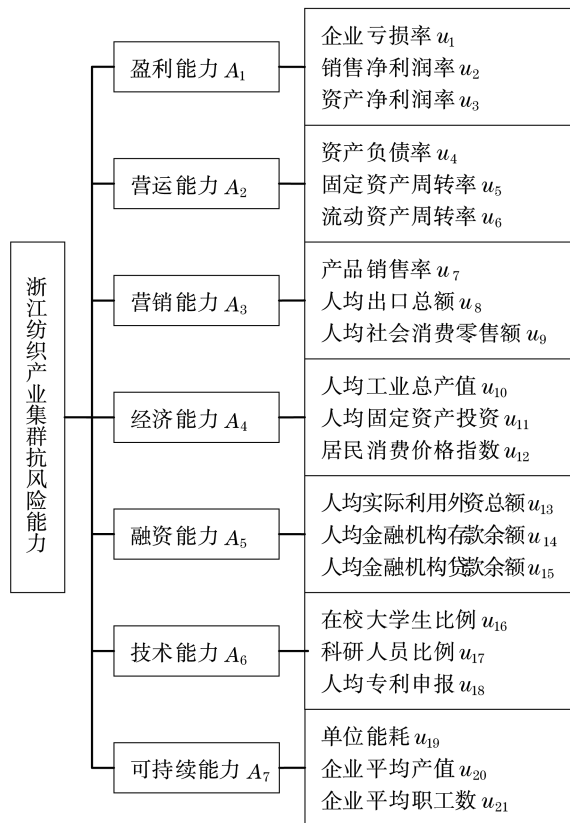 浙江纺织产业集群抗风险能力
盈利能力 A₁
企业亏损率 u₁
销售净利润率 u₂
资产净利润率 u₃
营运能力 A₂
资产负债率 u₄
固定资产周转率 u₅
流动资产周转率 u₆
营销能力 A₃
产品销售率 u₇
人均出口总额 u₈
人均社会消费零售额 u₉
经济能力 A₄
人均工业总产值 u₁₀
人均固定资产投资 u₁₁
居民消费价格指数 u₁₂
融资能力 A₅
人均实际利用外资总额 u₁₃
人均金融机构存款余额 u₁₄
人均金融机构贷款余额 u₁₅
技术能力 A₆
在校大学生比例 u₁₆
科研人员比例 u₁₇
人均专利申报 u₁₈
可持续能力 A₇
单位能耗 u₁₉
企业平均产值 u₂₀
企业平均职工数 u₂₁